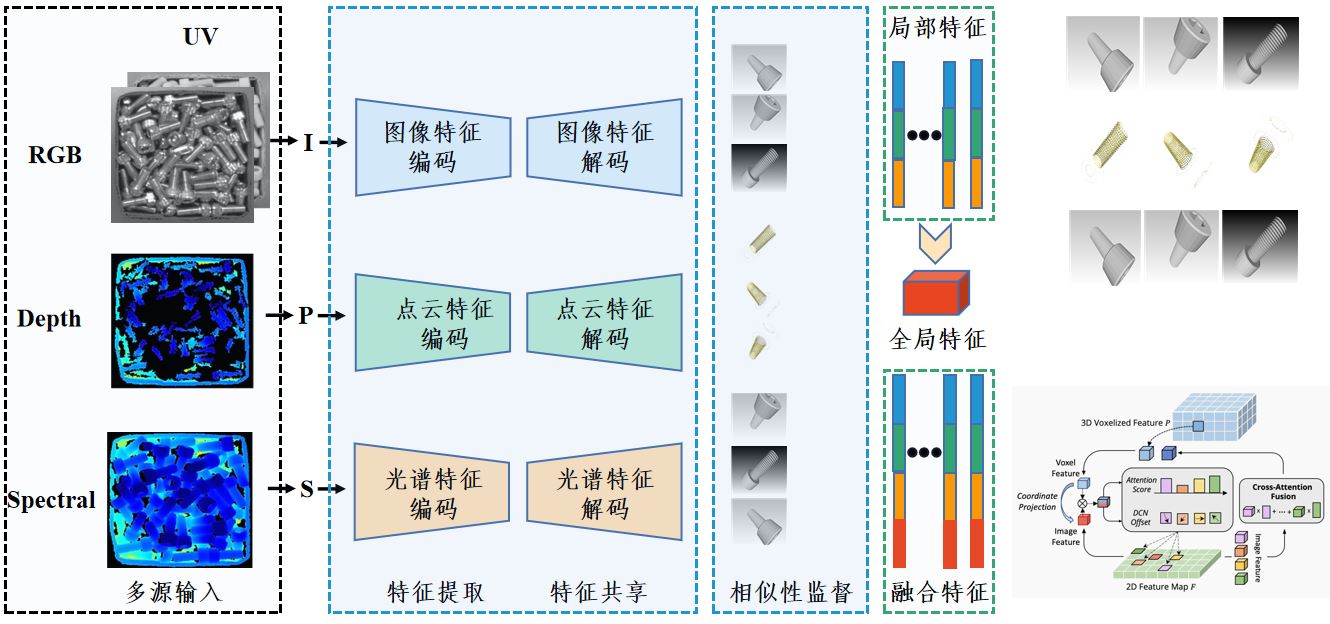 UV
RGB
Depth
Spectral
多源输入
I
P
S
图像特征
编码
图像特征
解码
点云特征
编码
点云特征
解码
光谱特征
编码
光谱特征
解码
特征提取
特征共享
相似性监督
局部特征
全局特征
融合特征
3D Voxelized Feature P
Voxel
Feature
Coordinate
Projection
Image
Feature
Attention
Score
DCN
Offset
Cross-Attention
Fusion
Image Feature
2D Feature Map F